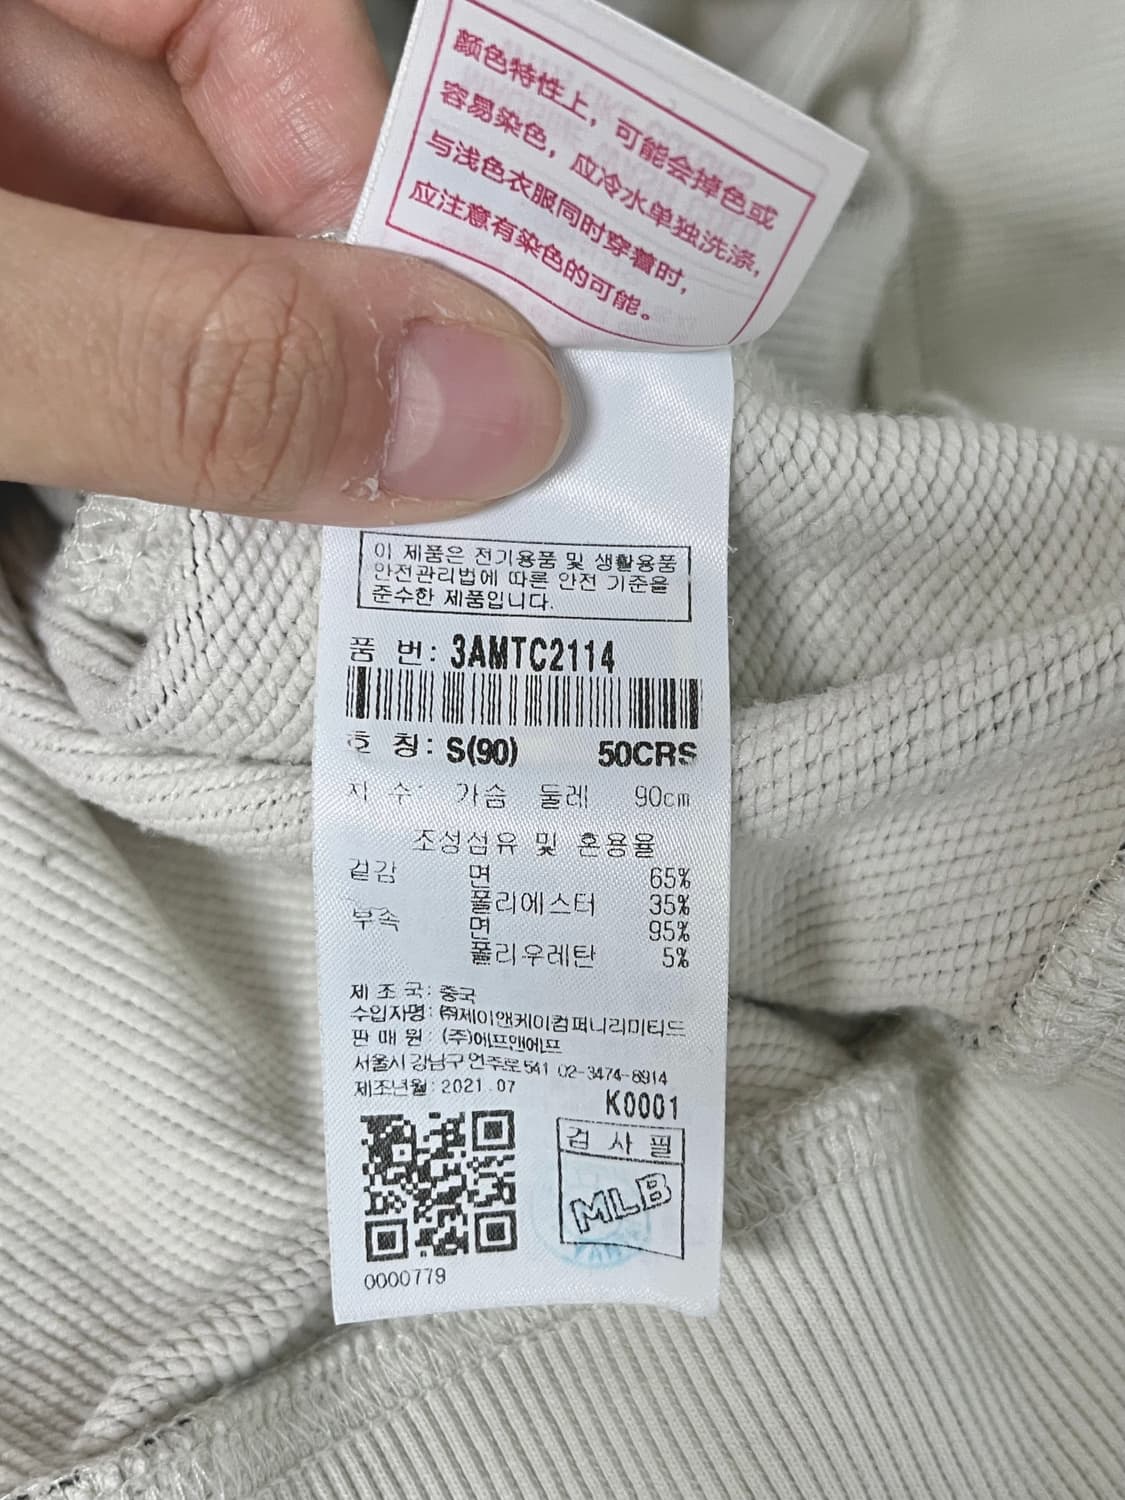 颜色特性上，可能会掉色或
容易染色，应冷水单独洗涤，
与浅色衣服同时穿着时，
应注意有染色的可能。
이 제품은 전기용품 및 생활용품
안전관리법에 따른 안전 기준을
준수한 제품입니다.
품 번: 3AMTC2114
호 칭: S(90) 50CRS
치 수: 가슴 둘레 90cm
조성섬유 및 혼용율
겉감 면 65%
폴리에스터 35%
부속 면 95%
폴리우레탄 5%
제 조 국: 중국
수입자명: ㈜제이앤케이컴퍼니리미티드
판 매 원: (주)에프앤에프
서울시 강남구 언주로 541 02-3474-8914
제조년월: 2021.07
K0001
검 사 필
MLB
0000779